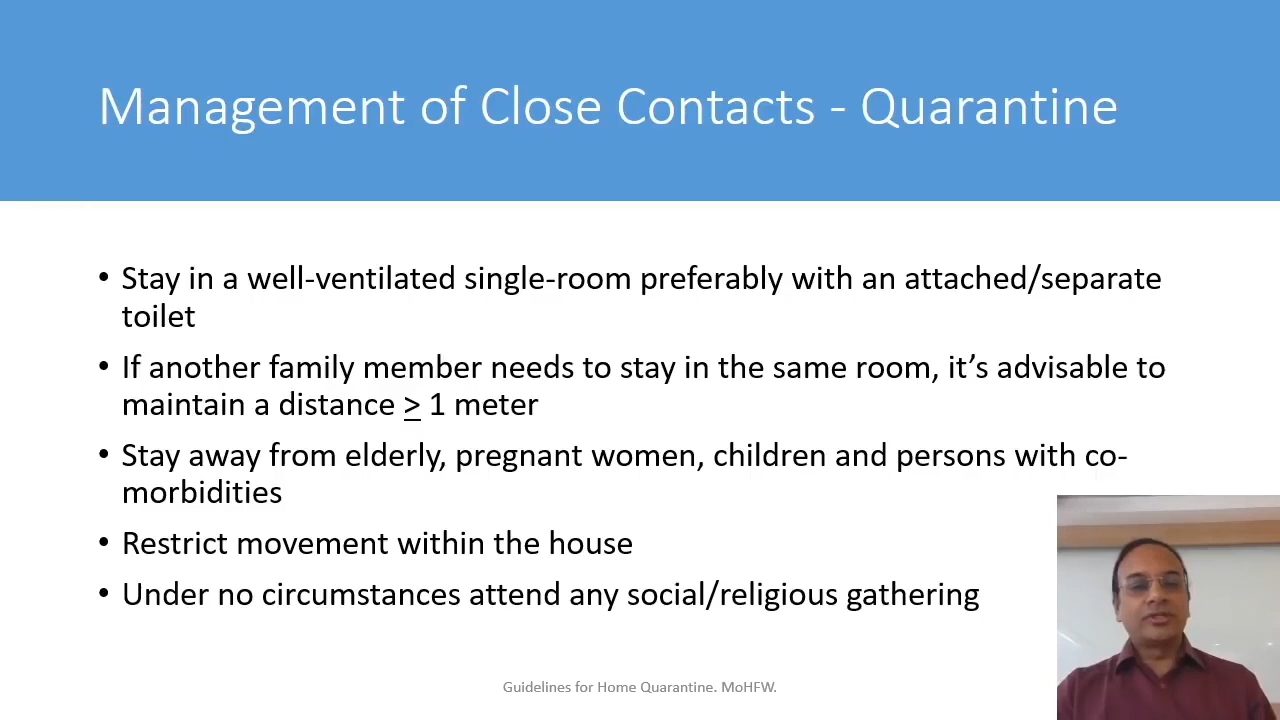 Management of Close Contacts - Quarantine
• Stay in a well-ventilated single-room preferably with an attached/separate
toilet
• If another family member needs to stay in the same room, it’s advisable to
maintain a distance > 1 meter
• Stay away from elderly, pregnant women, children and persons with co-
morbidities
• Restrict movement within the house
• Under no circumstances attend any social/religious gathering
Guidelines for Home Quarantine. MoHFW.